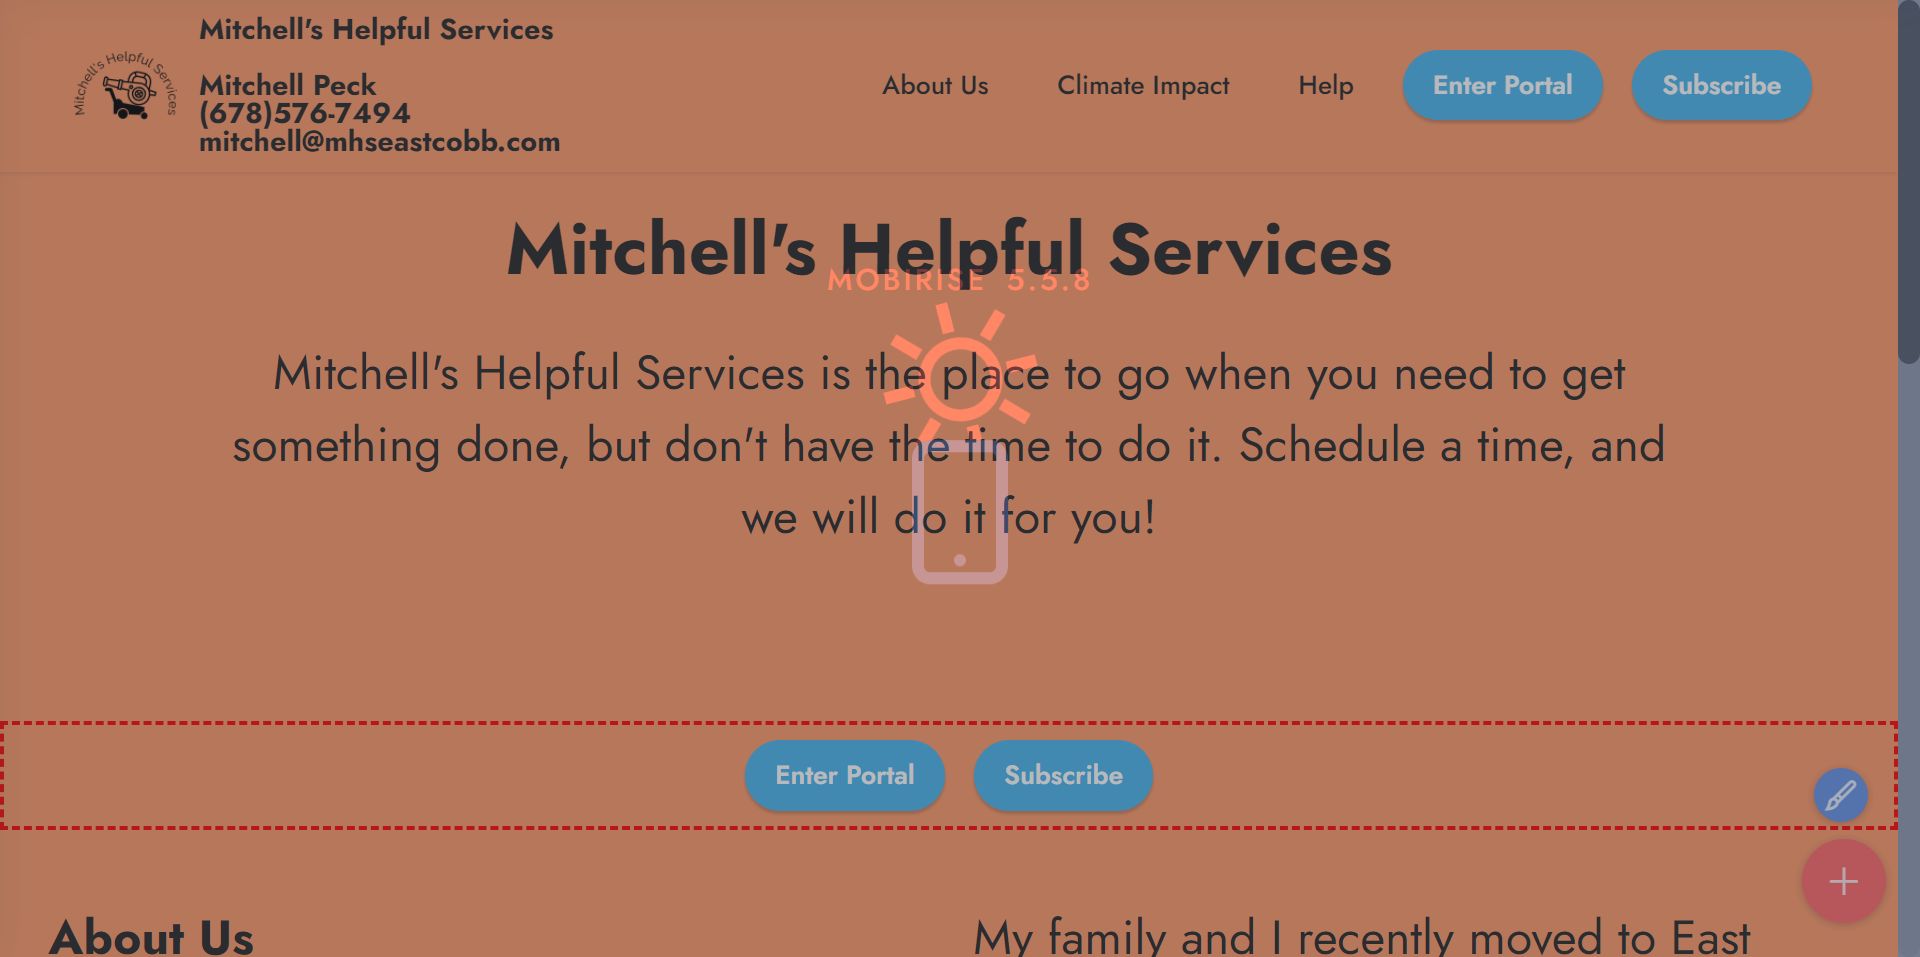 Mitchell's Helpful Services
Mitchell's Helpful Services
Mitchell Peck
(678)576-7494
mitchell@mhseastcobb.com
About Us
Climate Impact
Help
Enter Portal
Subscribe
Mitchell's Helpful Services
MOBIRISE 5.5.8
Mitchell's Helpful Services is the place to go when you need to get
something done, but don't have the time to do it. Schedule a time, and
we will do it for you!
Enter Portal
Subscribe
About Us
My family and I recently moved to East